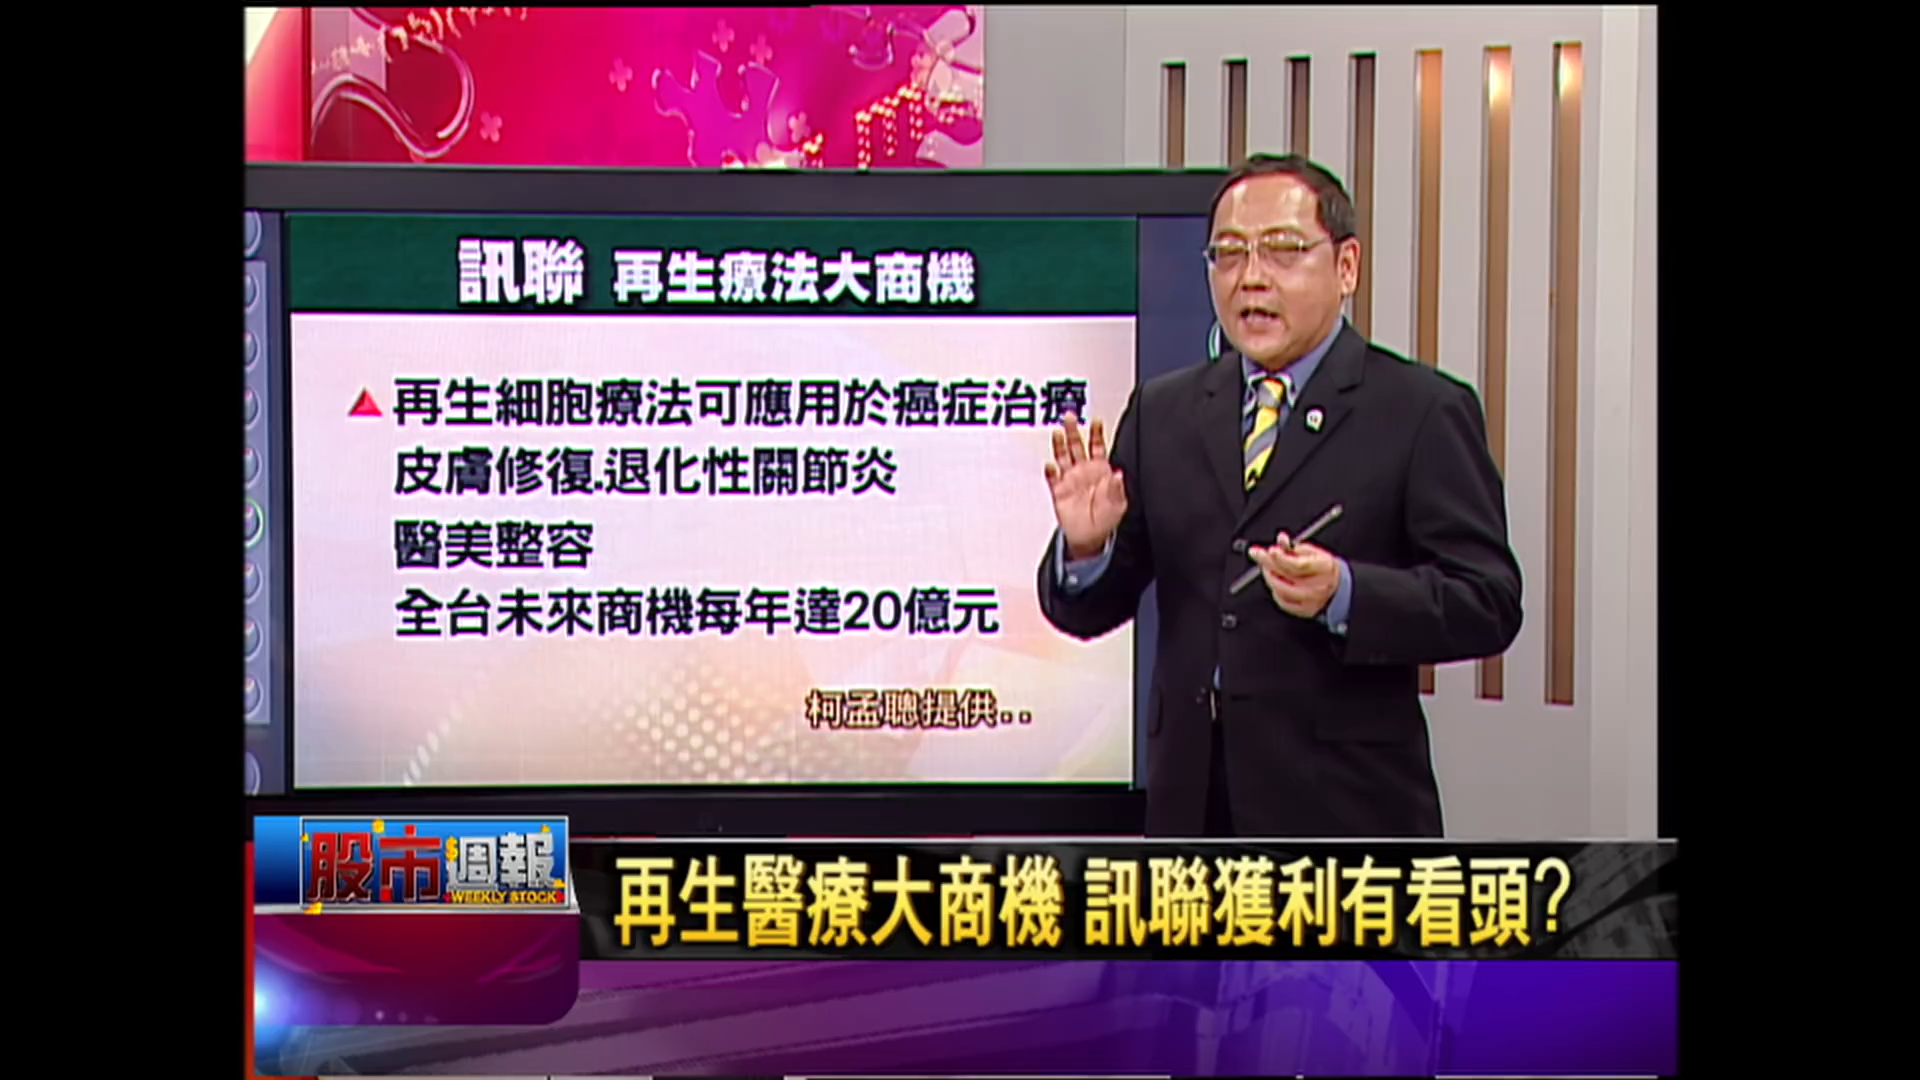 訊聯 再生療法大商機
▲再生細胞療法可應用於癌症治療
皮膚修復.退化性關節炎
醫美整容
全台未來商機每年達20億元
柯孟聰提供..
股市週報
WEEKLY STOCK
再生醫療大商機 訊聯獲利有看頭?